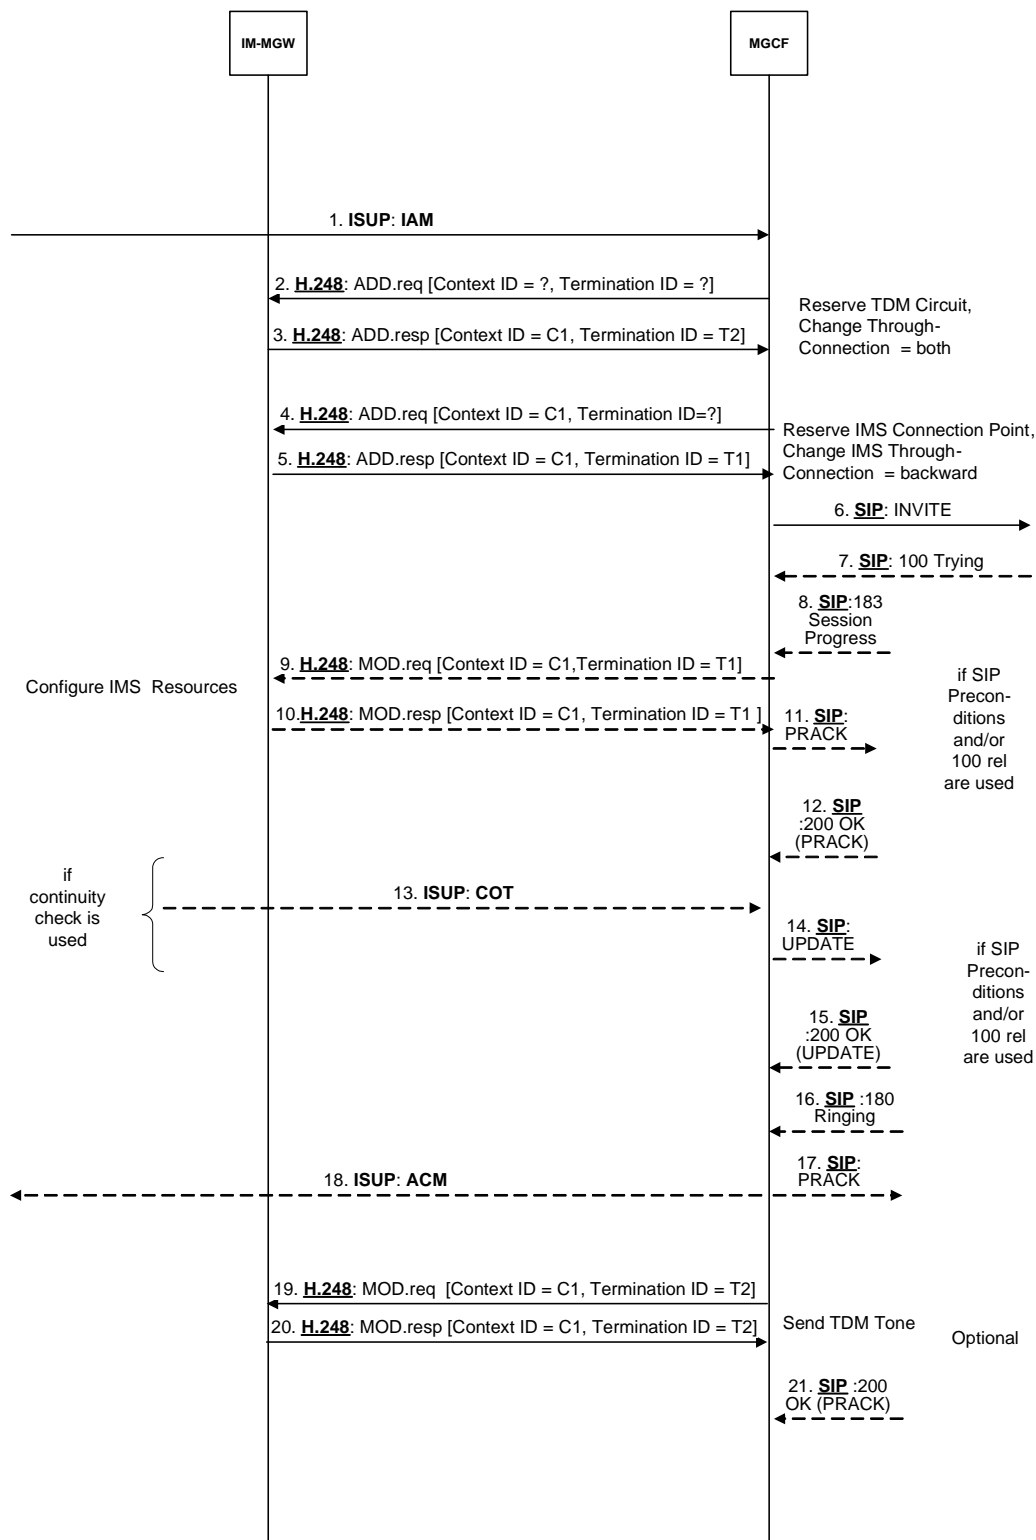 IM-MGW
MGCF
1. ISUP: IAM
2. H.248: ADD.req [Context ID = ?, Termination ID = ?]
Reserve TDM Circuit,
Change Through-
Connection = both
3. H.248: ADD.resp [Context ID = C1, Termination ID = T2]
4. H.248: ADD.req [Context ID = C1, Termination ID=?]
Reserve IMS Connection Point,
Change IMS Through-
Connection = backward
5. H.248: ADD.resp [Context ID = C1, Termination ID = T1]
6. SIP: INVITE
7. SIP: 100 Trying
8. SIP:183
Session
Progress
9. H.248: MOD.req [Context ID = C1,Termination ID = T1]
Configure IMS Resources
10.H.248: MOD.resp [Context ID = C1, Termination ID = T1 ]
11. SIP:
PRACK
if SIP
Precon-
ditions
and/or
100 rel
are used
12. SIP
:200 OK
(PRACK)
if
continuity
check is
used
13. ISUP: COT
14. SIP:
UPDATE
if SIP
Precon-
ditions
and/or
100 rel
are used
15. SIP
:200 OK
(UPDATE)
16. SIP :180
Ringing
17. SIP:
PRACK
18. ISUP: ACM
19. H.248: MOD.req [Context ID = C1, Termination ID = T2]
20. H.248: MOD.resp [Context ID = C1, Termination ID = T2]
Send TDM Tone
Optional
21. SIP :200
OK (PRACK)